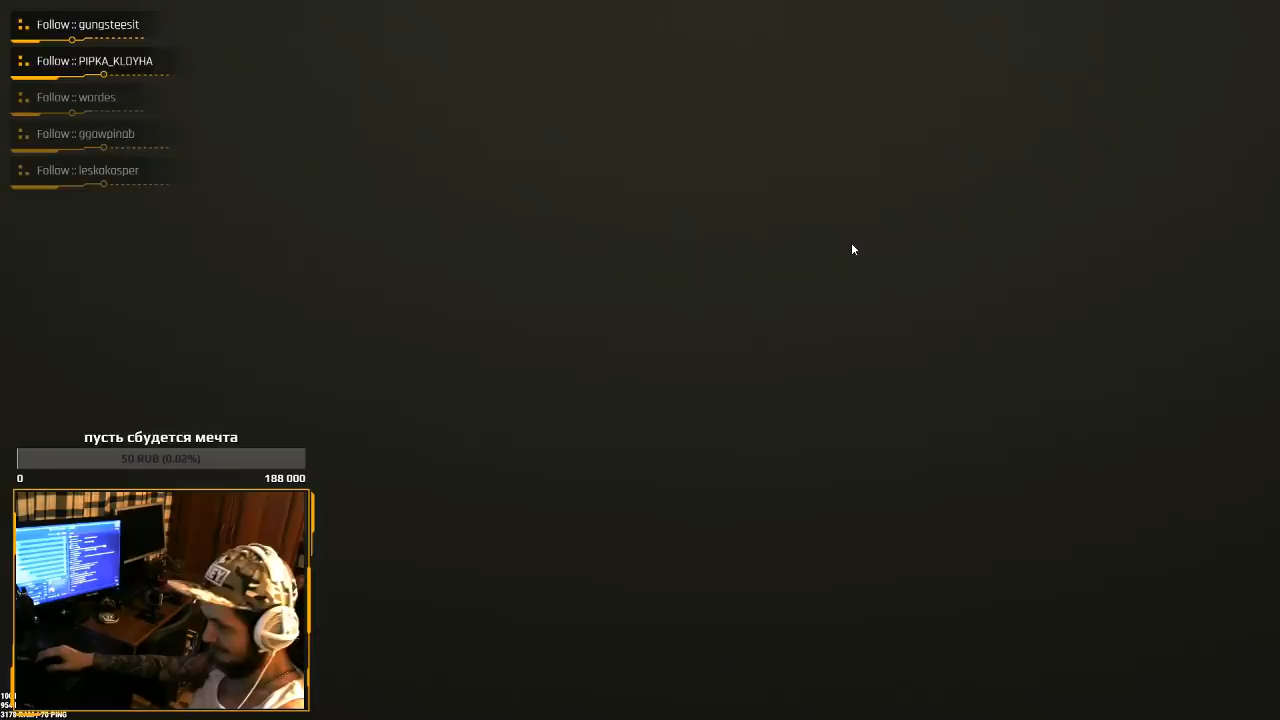 Follow :: gungsteesit
Follow :: PIPKA_KLOYHA
Follow :: wardes
Follow :: ggowpinab
Follow :: leskakasper
пусть сбудется мечта
50 RUB (0.02%)
0 188 000
EY